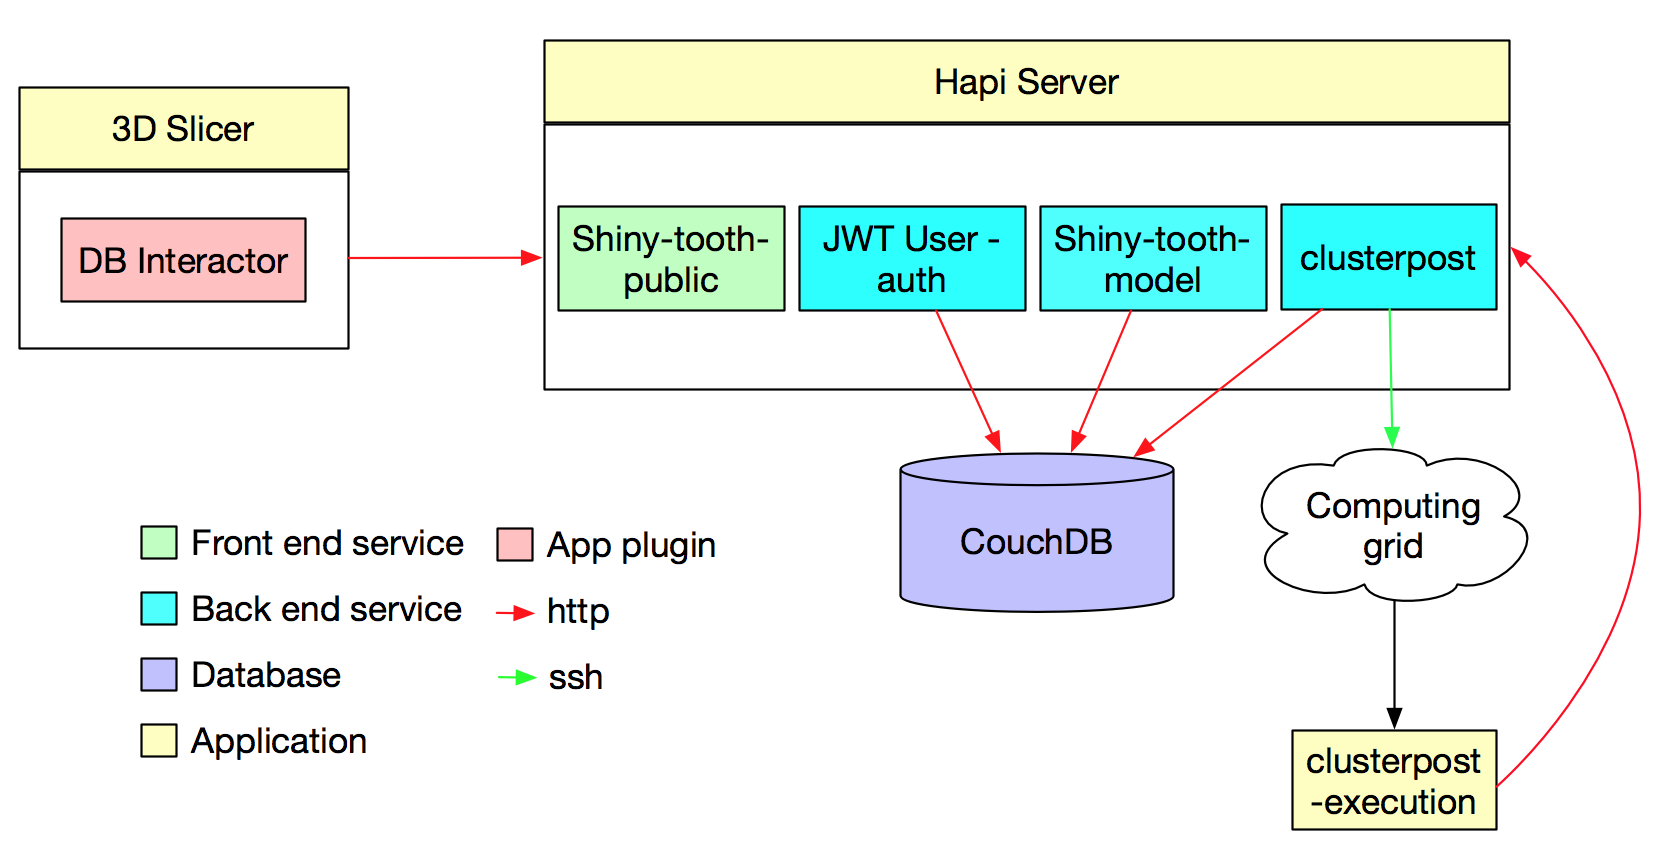 Hapi Server
3D Slicer
DB Interactor
Shiny-tooth-
public
JWT User -
auth
Shiny-tooth-
model
clusterpost
CouchDB
Computing
grid
clusterpost
-execution
Front end service
Back end service
Database
Application
App plugin
http
ssh